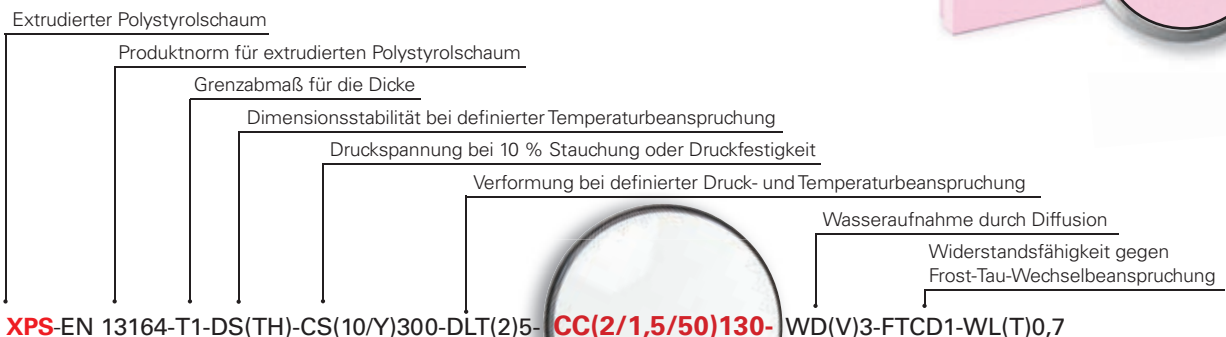 Extrudierter Polystyrolschaum
Produktnorm für extrudierten Polystyrolschaum
Grenzabmaß für die Dicke
Dimensionsstabilität bei definierter Temperaturbeanspruchung
Druckspannung bei 10 % Stauchung oder Druckfestigkeit
Verformung bei definierter Druck- und Temperaturbeanspruchung
Wasseraufnahme durch Diffusion
Widerstandsfähigkeit gegen
Frost-Tau-Wechselbeanspruchung
XPS-EN 13164-T1-DS(TH)-CS(10/Y)300-DLT(2)5- CC(2/1,5/50)130- WD(V)3-FTCD1-WL(T)0,7